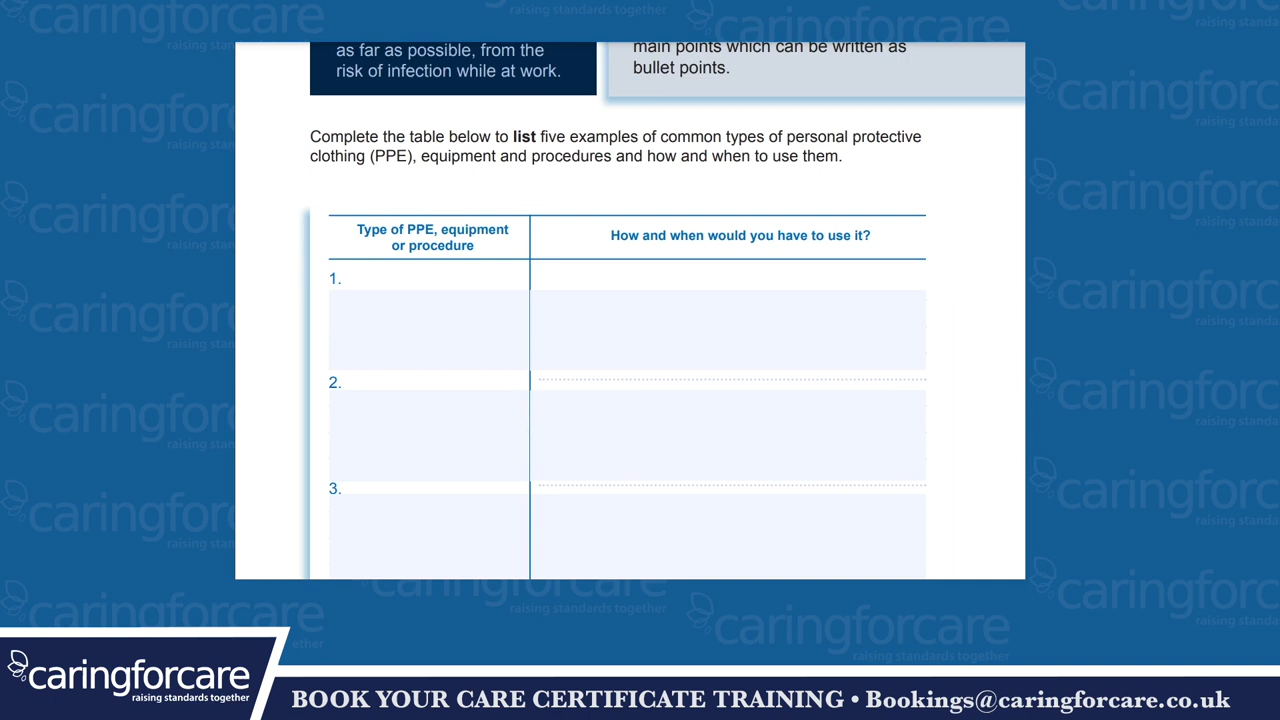 as far as possible, from the
risk of infection while at work.
main points which can be written as
bullet points.
Complete the table below to list five examples of common types of personal protective
clothing (PPE), equipment and procedures and how and when to use them.
Type of PPE, equipment
or procedure
How and when would you have to use it?
1.
2.
3.
caringforcare
raising standards together
BOOK YOUR CARE CERTIFICATE TRAINING • Bookings@caringforcare.co.uk